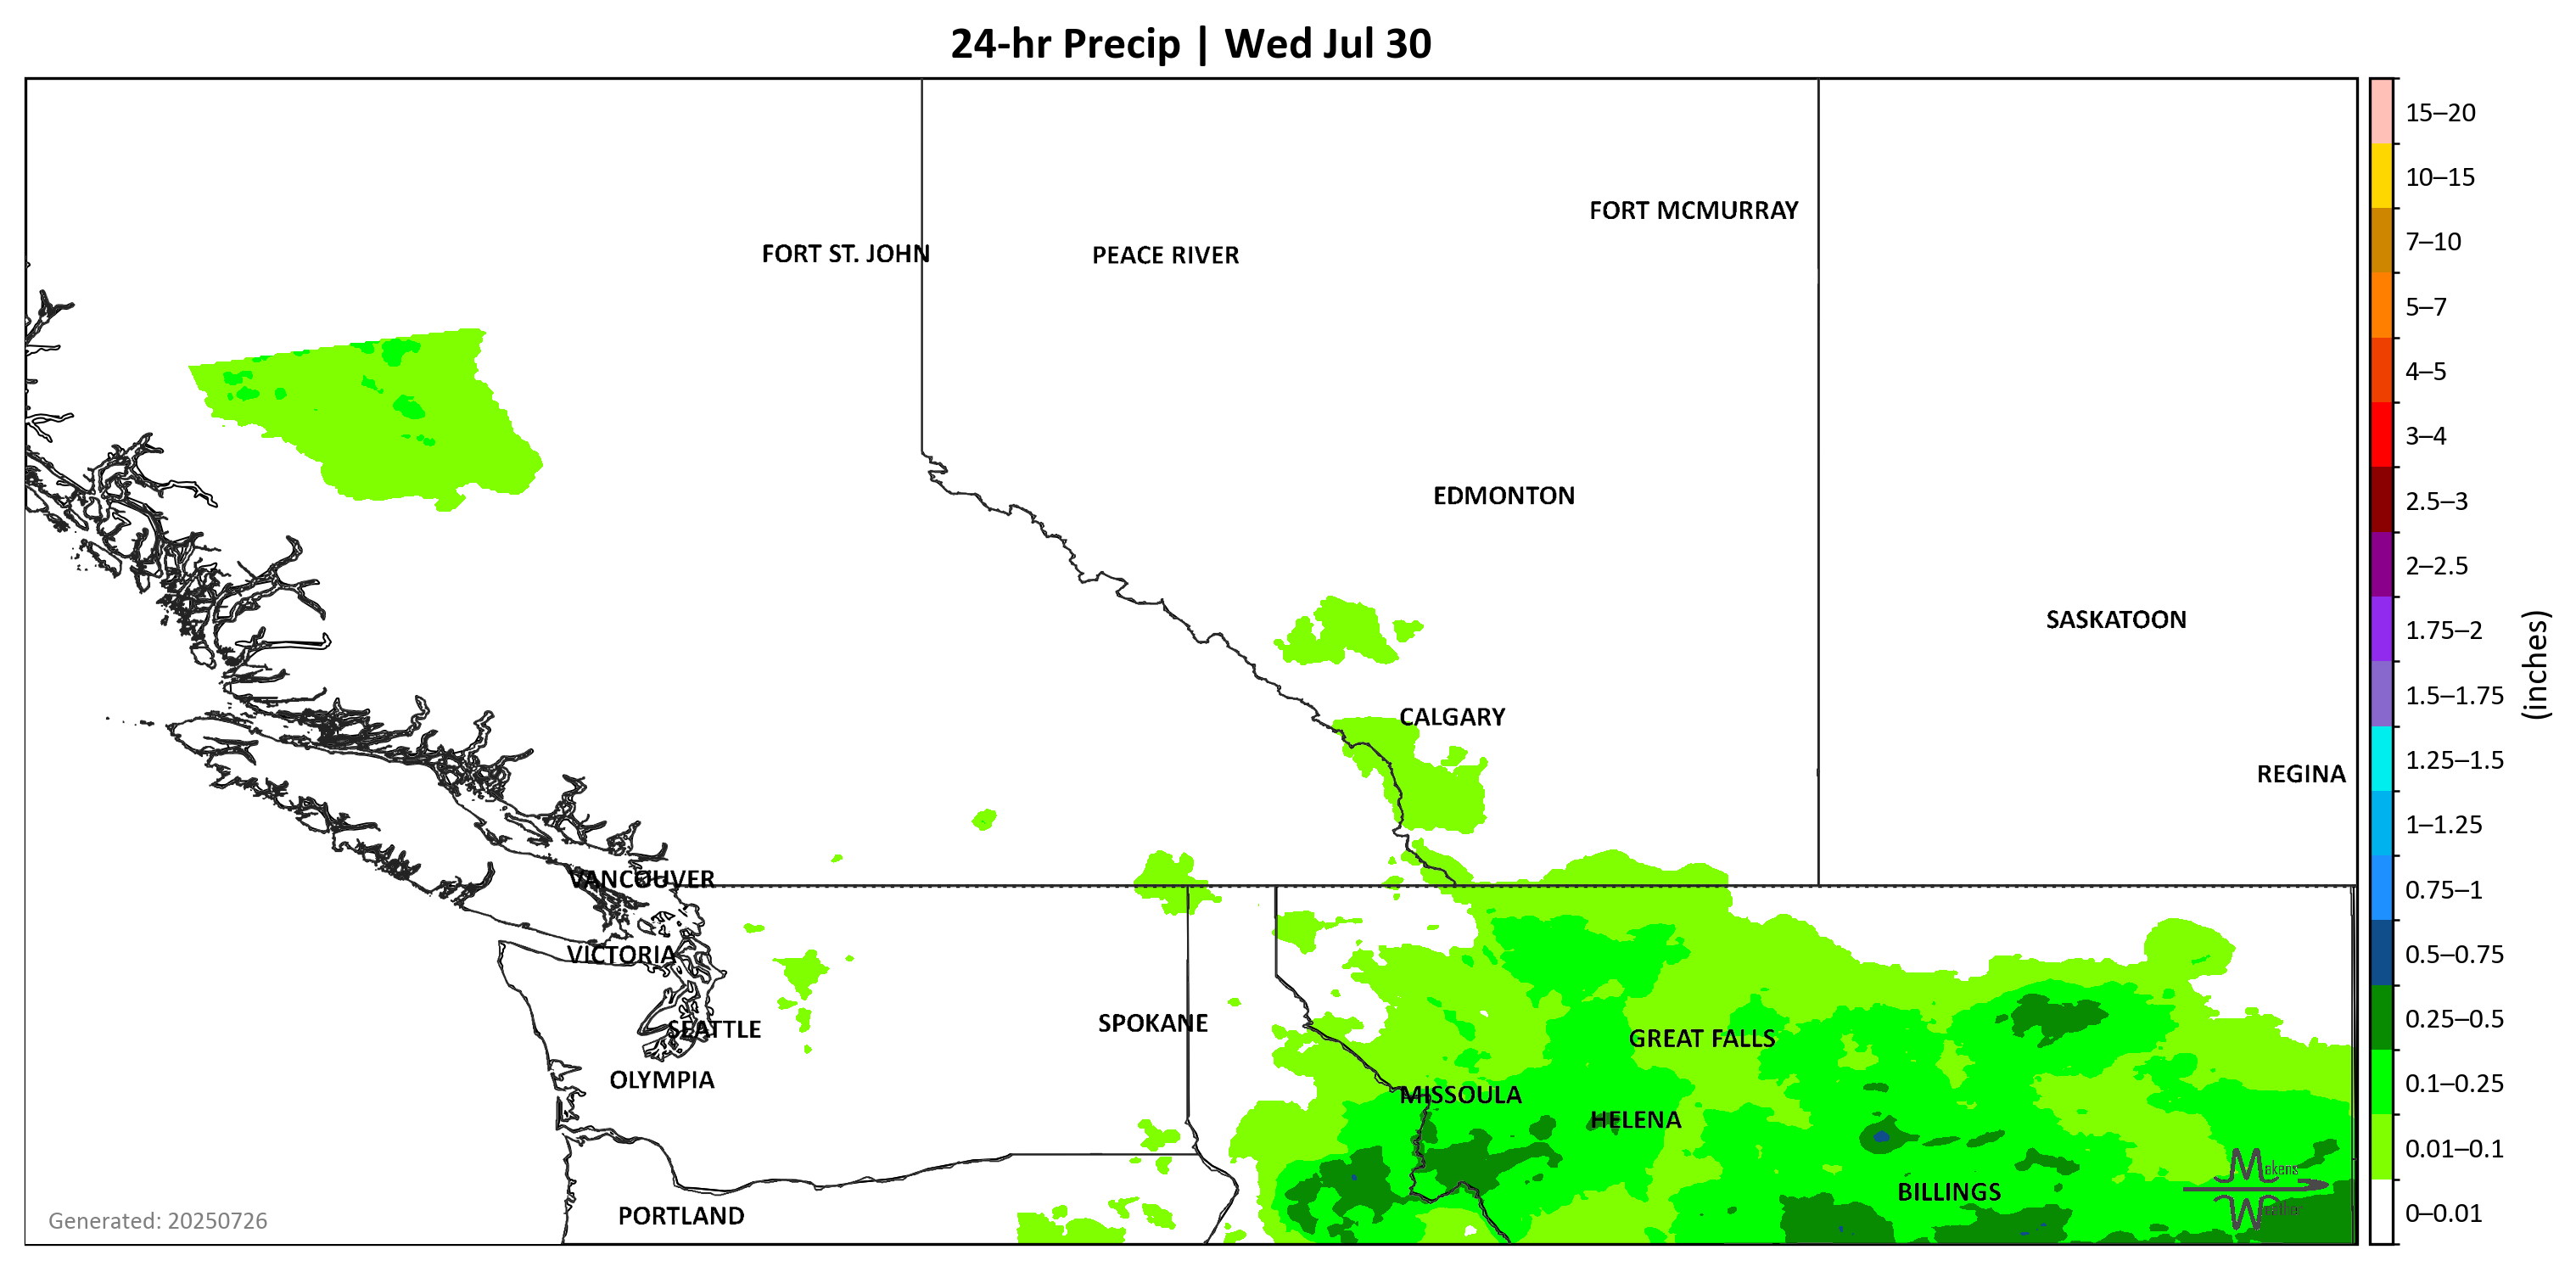 24-hr Precip | Wed Jul 30
15–20
10–15
FORT MCMURRAY
7–10
FORT ST. JOHN
PEACE RIVER
5–7
4–5
3–4
EDMONTON
2.5–3
2–2.5
SASKATOON
1.75–2
(inches)
1.5–1.75
CALGARY
1.25–1.5
REGINA
1–1.25
VANCOUVER
0.75–1
VICTORIA
0.5–0.75
SPOKANE
SEATTLE
GREAT FALLS
0.25–0.5
OLYMPIA
MISSOULA
0.1–0.25
HELENA
0.01–0.1
Makens
BILLINGS
Weather
PORTLAND
0–0.01
Generated: 20250726